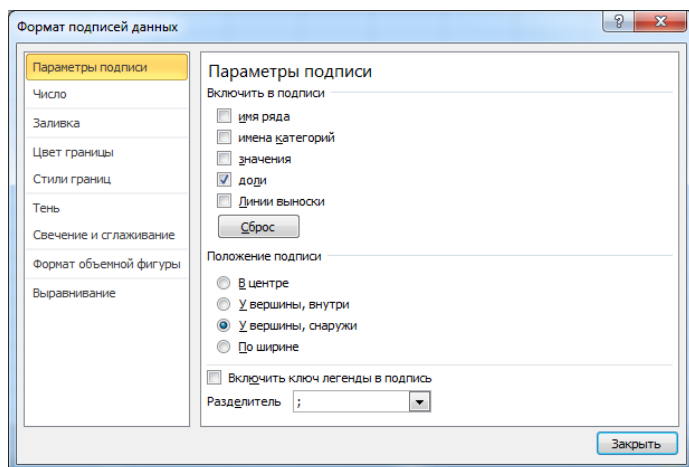 Формат подписей данных
Параметры подписи
Число
Заливка
Цвет границы
Стили границ
Тень
Свечение и сглаживание
Формат объемной фигуры
Выравнивание
Параметры подписи
Включить в подписи
имя ряда
имена категорий
значения
доли
Линии выноски
Сброс
Положение подписи
В центре
У вершины, внутри
У вершины, снаружи
По ширине
Включить ключ легенды в подпись
Разделитель ;
Закрыть